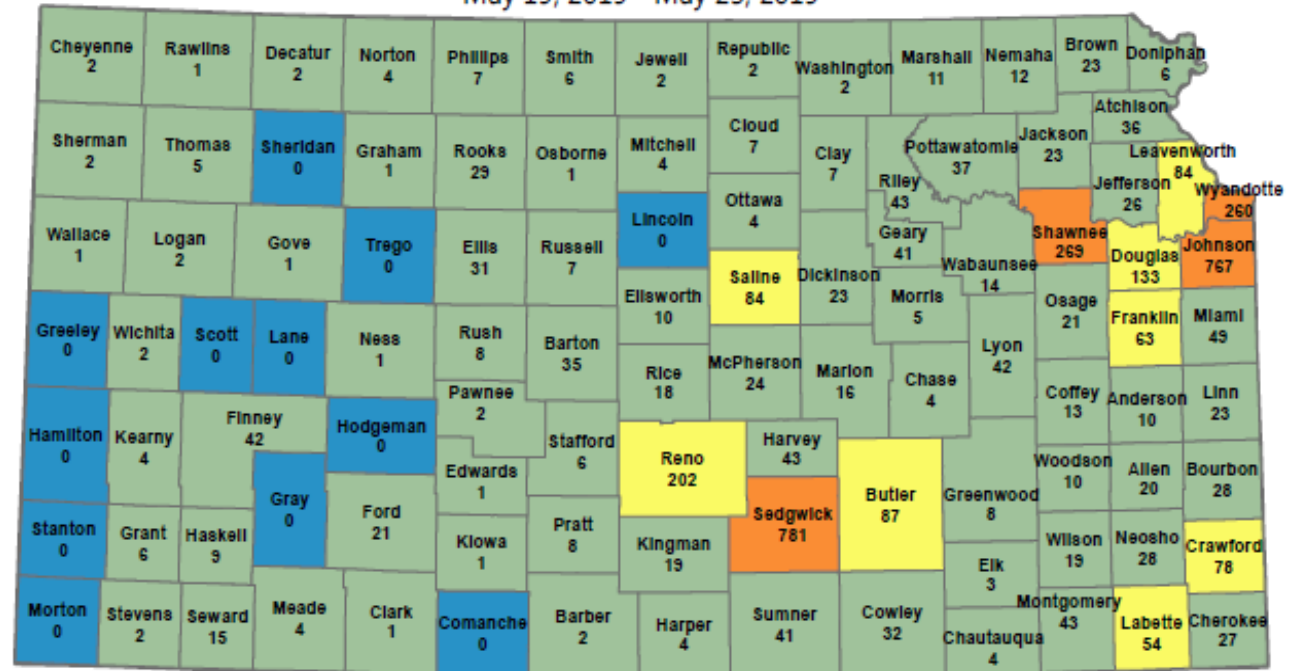 May 19, 2019 - May 25, 2019
Cheyenne
2
Rawlins
1
Decatur
2
Norton
4
Phillips
7
Smith
6
Jewell
2
Republic
2
Washington
2
Marshall
11
Nemaha
12
Brown
23
Doniphan
6
Atchison
36
Sherman
2
Thomas
5
Sheridan
0
Graham
1
Rooks
29
Osborne
1
Mitchell
4
Cloud
7
Clay
7
Riley
43
Pottawatomie
37
Jackson
23
Leavenworth
84
Jefferson
26
Wyandotte
260
Wallace
1
Logan
2
Gove
1
Trego
0
Ellis
31
Russell
7
Lincoln
0
Ottawa
4
Saline
84
Dickinson
23
Geary
41
Wabaunsee
14
Shawnee
269
Douglas
133
Johnson
767
Greeley
0
Wichita
2
Scott
0
Lane
0
Ness
1
Rush
8
Barton
35
Ellsworth
10
Morris
5
Osage
21
Franklin
63
Miami
49
Rice
18
McPherson
24
Marion
16
Chase
4
Lyon
42
Coffey
13
Anderson
10
Linn
23
Hamilton
0
Kearny
4
Finney
42
Hodgeman
0
Pawnee
2
Stafford
6
Edwards
1
Reno
202
Harvey
43
Butler
87
Greenwood
8
Woodson
10
Allen
20
Bourbon
28
Stanton
0
Grant
6
Haskell
9
Gray
0
Ford
21
Kiowa
1
Pratt
8
Kingman
19
Sedgwick
781
Elk
3
Wilson
19
Neosho
28
Crawford
78
Morton
0
Stevens
2
Seward
15
Meade
4
Clark
1
Comanche
0
Barber
2
Harper
4
Sumner
41
Cowley
32
Chautauqua
4
Montgomery
43
Labette
54
Cherokee
27